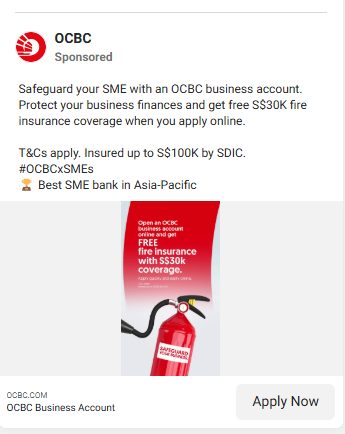 OCBC
Sponsored
Safeguard your SME with an OCBC business account.
Protect your business finances and get free S$30K fire
insurance coverage when you apply online.
T&Cs apply. Insured up to S$100K by SDIC.
#OCBCxSMEs
🏆 Best SME bank in Asia-Pacific
Open an OCBC
business account
online and get
FREE
fire insurance
with S$30k
coverage.
SAFEGUARD
YOUR BUSINESS
OCBC.COM
OCBC Business Account
Apply Now